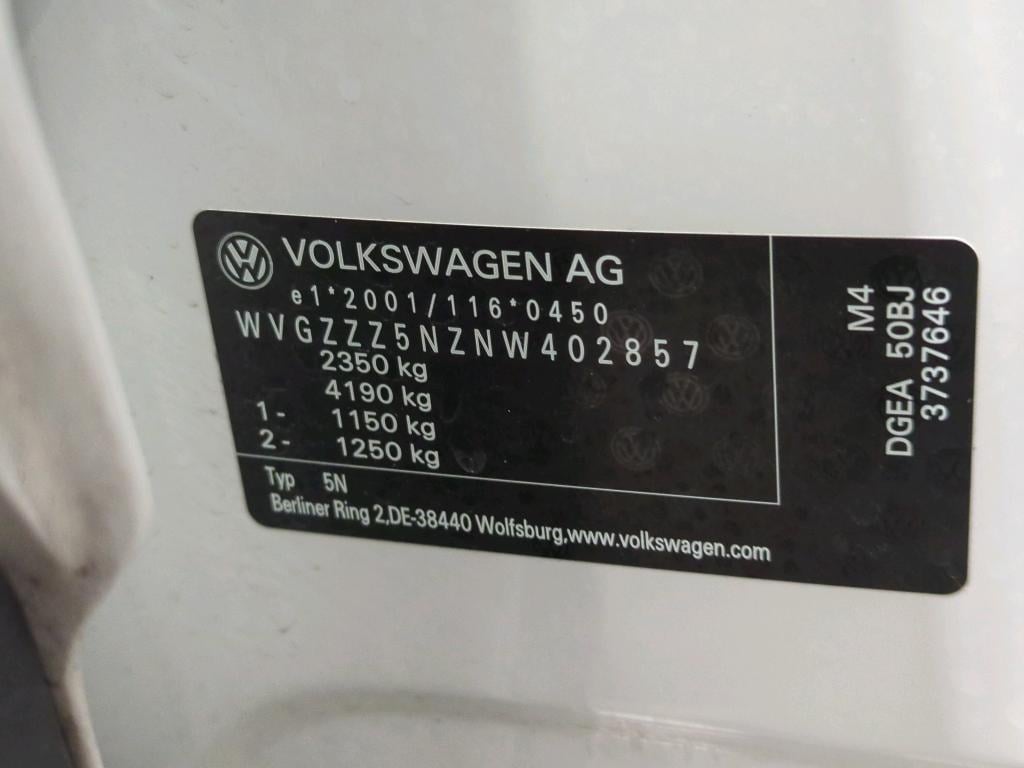 VOLKSWAGEN AG
e1*2001/116*0450
WVGZZZ5NZNW402857
2350 kg
4190 kg
1- 1150 kg
2- 1250 kg
Typ 5N
Berliner Ring 2,DE-38440 Wolfsburg,www.volkswagen.com
M4
DGEA 50BJ
3737646